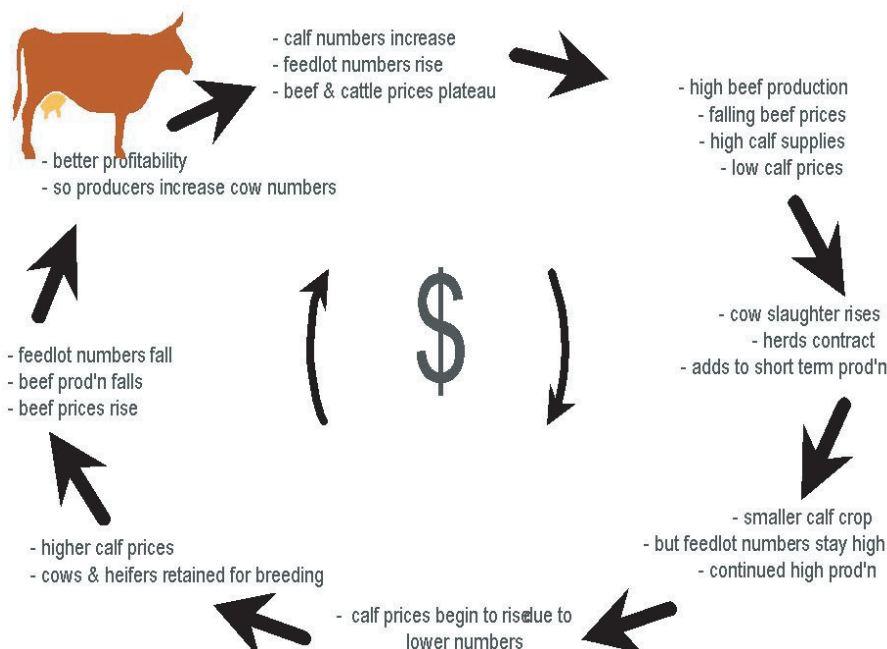 - calf numbers increase
- feedlot numbers rise
- beef & cattle prices plateau
- high beef production
- falling beef prices
- high calf supplies
- low calf prices
- cow slaughter rises
- herds contract
- adds to short term prod'n
- smaller calf crop
- but feedlot numbers stay high
- continued high prod'n
- calf prices begin to rise due to
lower numbers
- higher calf prices
- cows & heifers retained for breeding
- feedlot numbers fall
- beef prod'n falls
- beef prices rise
- better profitability
- so producers increase cow numbers
$